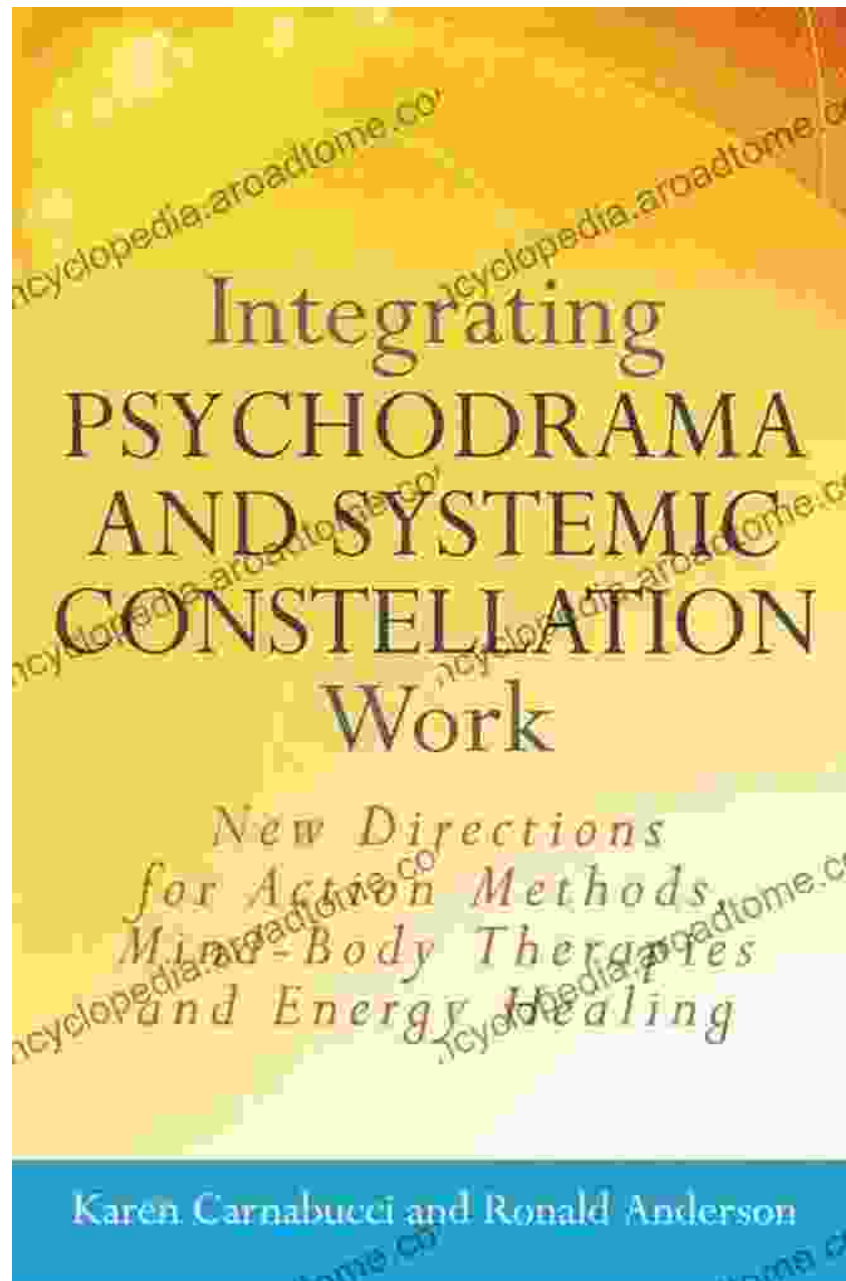 Integrating
PSYCHODRAMA
AND SYSTEMIC
CONSTELLATION
Work
New Directions
for Action Methods,
Mind-Body Therapies
and Energy Healing
Karen Carnabucci and Ronald Anderson